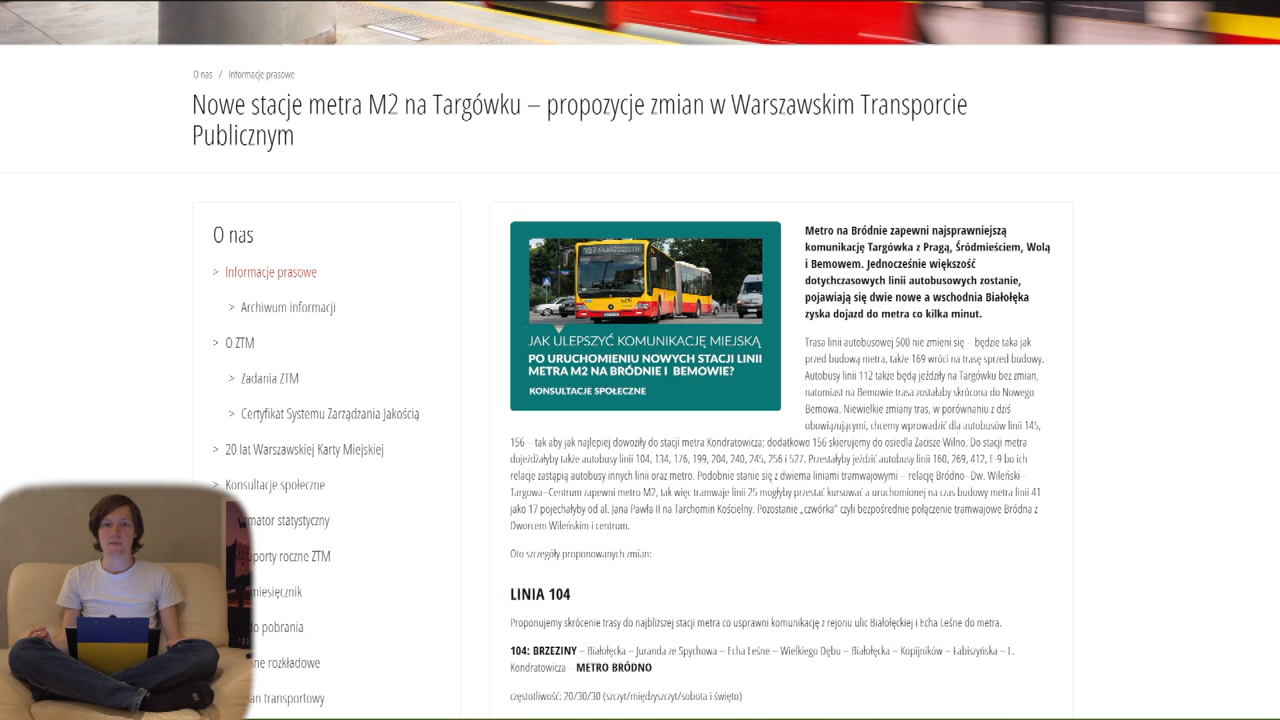 O nas / Informacje prasowe
Nowe stacje metra M2 na Targówku – propozycje zmian w Warszawskim Transporcie
Publicznym
O nas
> Informacje prasowe
> Archiwum informacji
> O ZTM
> Zadania ZTM
> Certyfikat Systemu Zarządzania Jakością
> 20 lat Warszawskiej Karty Miejskiej
> Konsultacje społeczne
rmator statystyczny
porty roczne ZTM
miesięcznik
o pobrania
ne rozkładowe
an transportowy
JAK ULEPSZYĆ KOMUNIKACJĘ MIEJSKĄ
PO URUCHOMIENIU NOWYCH STACJI LINII
METRA M2 NA BRÓDNIE I BEMOWIE?
KONSULTACJE SPOŁECZNE
Metro na Bródnie zapewni najsprawniejszą
komunikację Targówka z Pragą, Śródmieściem, Wolą
i Bemowem. Jednocześnie większość
dotychczasowych linii autobusowych zostanie,
pojawiają się dwie nowe a wschodnia Białołęka
zyska dojazd do metra co kilka minut.
Trasa linii autobusowej 500 nie zmieni się – będzie taka jak
przed budową metra, także 169 wróci na trasę sprzed budowy.
Autobusy linii 112 także będą jeździły na Targówku bez zmian,
natomiast na Bemowie trasa zostałaby skrócona do Nowego
Bemowa. Niewielkie zmiany tras, w porównaniu z dziś
obowiązującymi, chcemy wprowadzić dla autobusów linii 145,
156 – tak aby jak najlepiej dowoziły do stacji metra Kondratowicza; dodatkowo 156 skierujemy do osiedla Zacisze Wilno. Do stacji metra
dojeżdżałyby także autobusy linii 104, 134, 176, 199, 204, 240, 245, 256 i 527. Przestałyby jeździć autobusy linii 160, 269, 412, E-9 bo ich
relacje zastąpią autobusy innych linii oraz metro. Podobnie stanie się z dwiema liniami tramwajowymi – relację Bródno–Dw. Wileński–
Targowa–Centrum zapewni metro M2, tak więc tramwaje linii 25 mogłyby przestać kursować a uruchomionej na czas budowy metra linii 41
jako 17 pojechałyby od al. Jana Pawła II na Tarchomin Kościelny. Pozostanie „czwórka” czyli bezpośrednie połączenie tramwajowe Bródna z
Dworcem Wileńskim i centrum.
Oto szczegóły proponowanych zmian:
LINIA 104
Proponujemy skrócenie trasy do najbliższej stacji metra co usprawni komunikację z rejonu ulic Białołęckiej i Echa Leśne do metra.
104: BRZEZINY – Białołęcka – Juranda ze Spychowa – Echa Leśne – Wielkiego Dębu – Białołęcka – Kopijników – Łabiszyńska – L.
Kondratowicza – METRO BRÓDNO
częstotliwość: 20/30/30 (szczyt/międzyszczyt/sobota i święto)